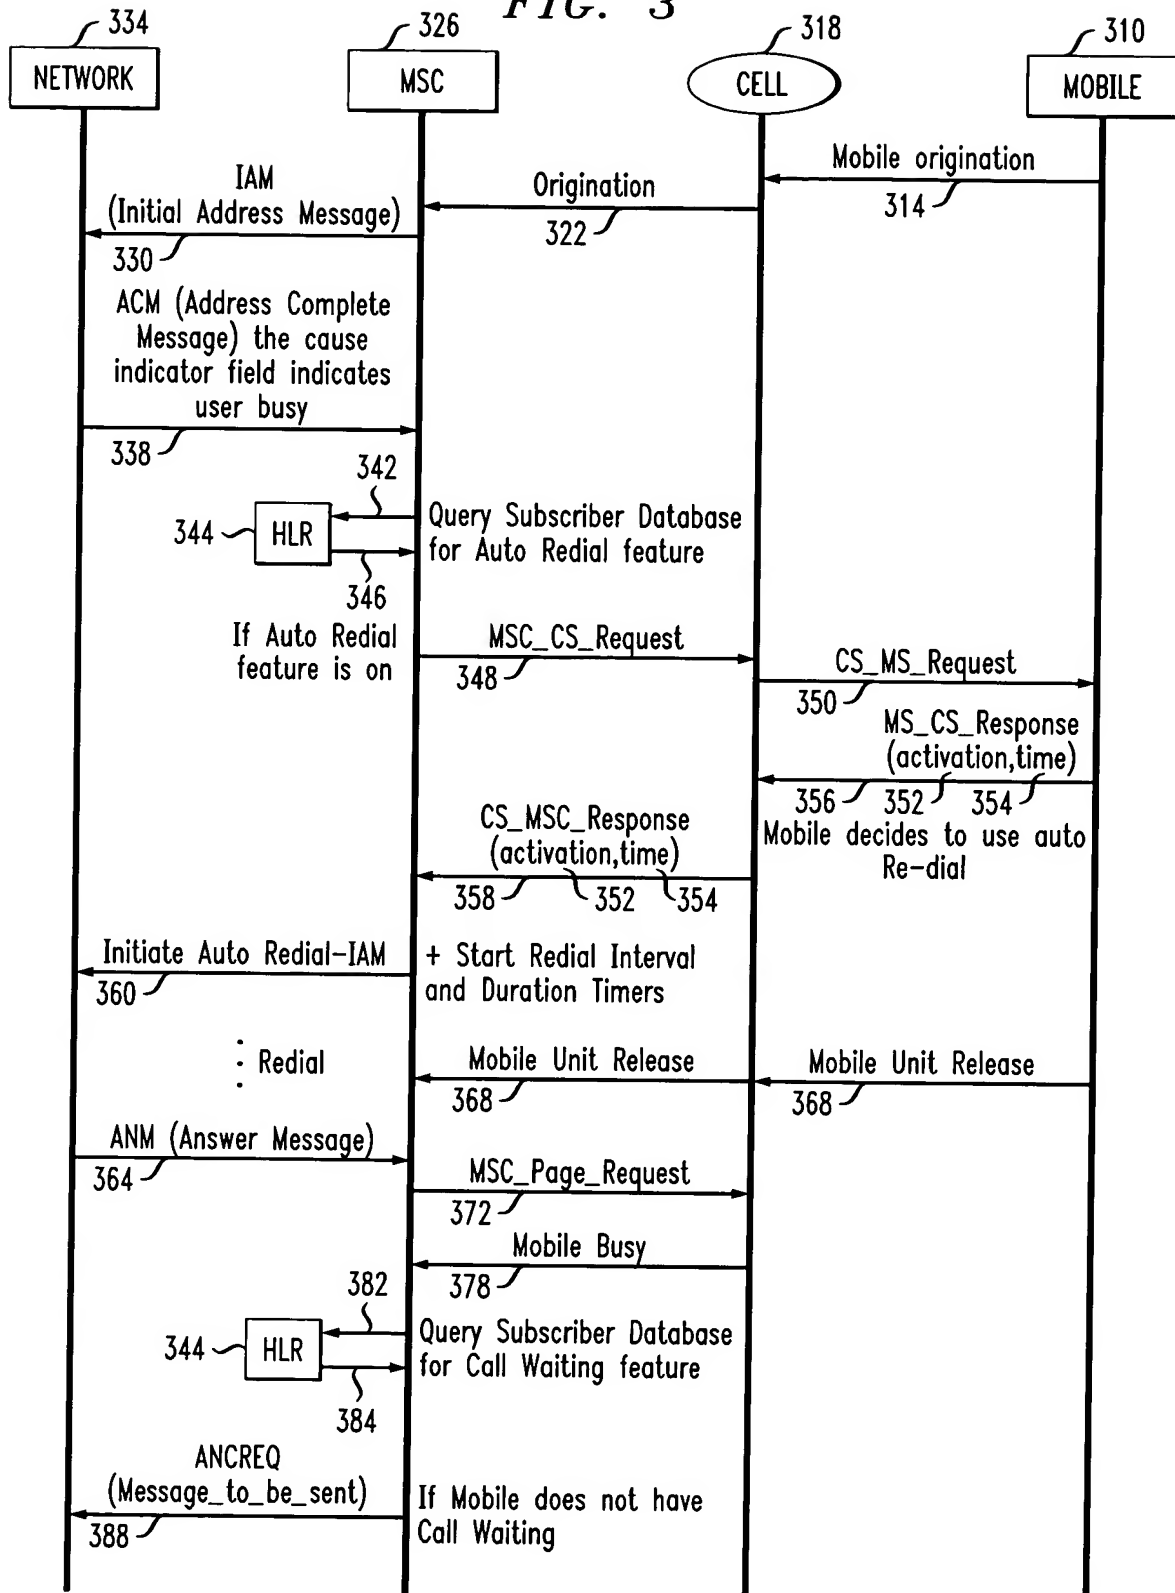 FIG. 3
334
326
318
310
NETWORK
MSC
CELL
MOBILE
Mobile origination
314
Origination
322
IAM
(Initial Address Message)
330
ACM (Address Complete
Message) the cause
indicator field indicates
user busy
338
342
344
HLR
346
Query Subscriber Database
for Auto Redial feature
If Auto Redial
feature is on
MSC_CS_Request
348
CS_MS_Request
350
MS_CS_Response
(activation,time)
356
352
354
Mobile decides to use auto
Re-dial
CS_MSC_Response
(activation,time)
358
352
354
Initiate Auto Redial-IAM
360
+ Start Redial Interval
and Duration Timers
Redial
Mobile Unit Release
368
Mobile Unit Release
368
ANM (Answer Message)
364
MSC_Page_Request
372
Mobile Busy
378
382
344
HLR
384
Query Subscriber Database
for Call Waiting feature
ANCREQ
(Message_to_be_sent)
388
If Mobile does not have
Call Waiting